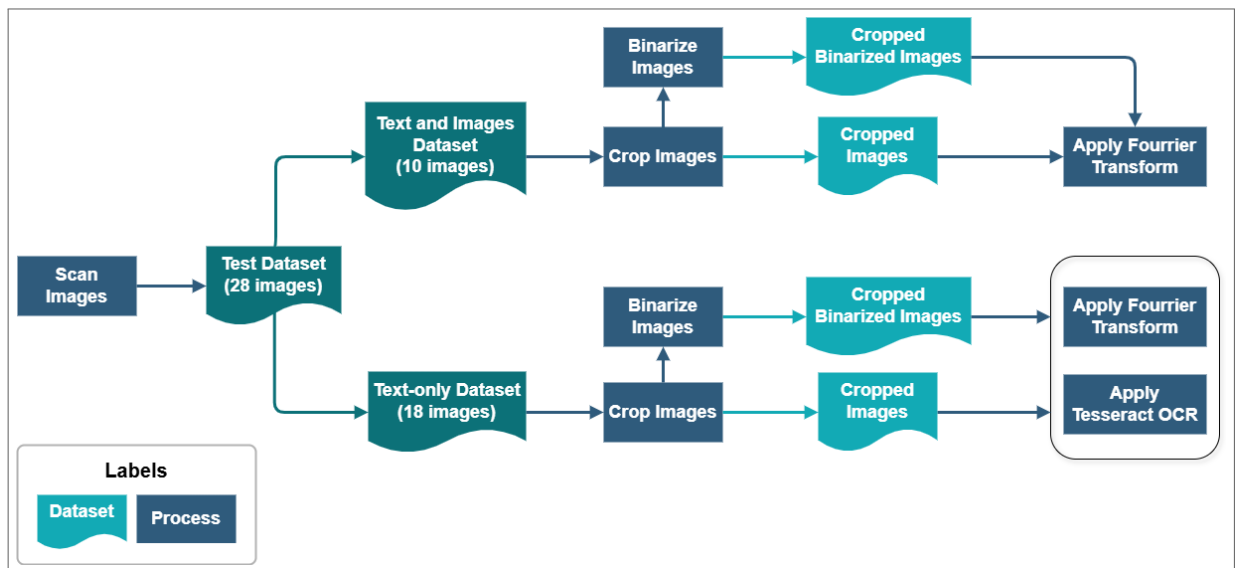 Binarize
Images
Cropped
Binarized Images
Text and Images
Dataset
(10 images)
Crop Images
Cropped
Images
Apply Fourrier
Transform
Scan
Images
Test Dataset
(28 images)
Binarize
Images
Cropped
Binarized Images
Apply Fourrier
Transform
Text-only Dataset
(18 images)
Crop Images
Cropped
Images
Apply
Tesseract OCR
Labels
Dataset
Process